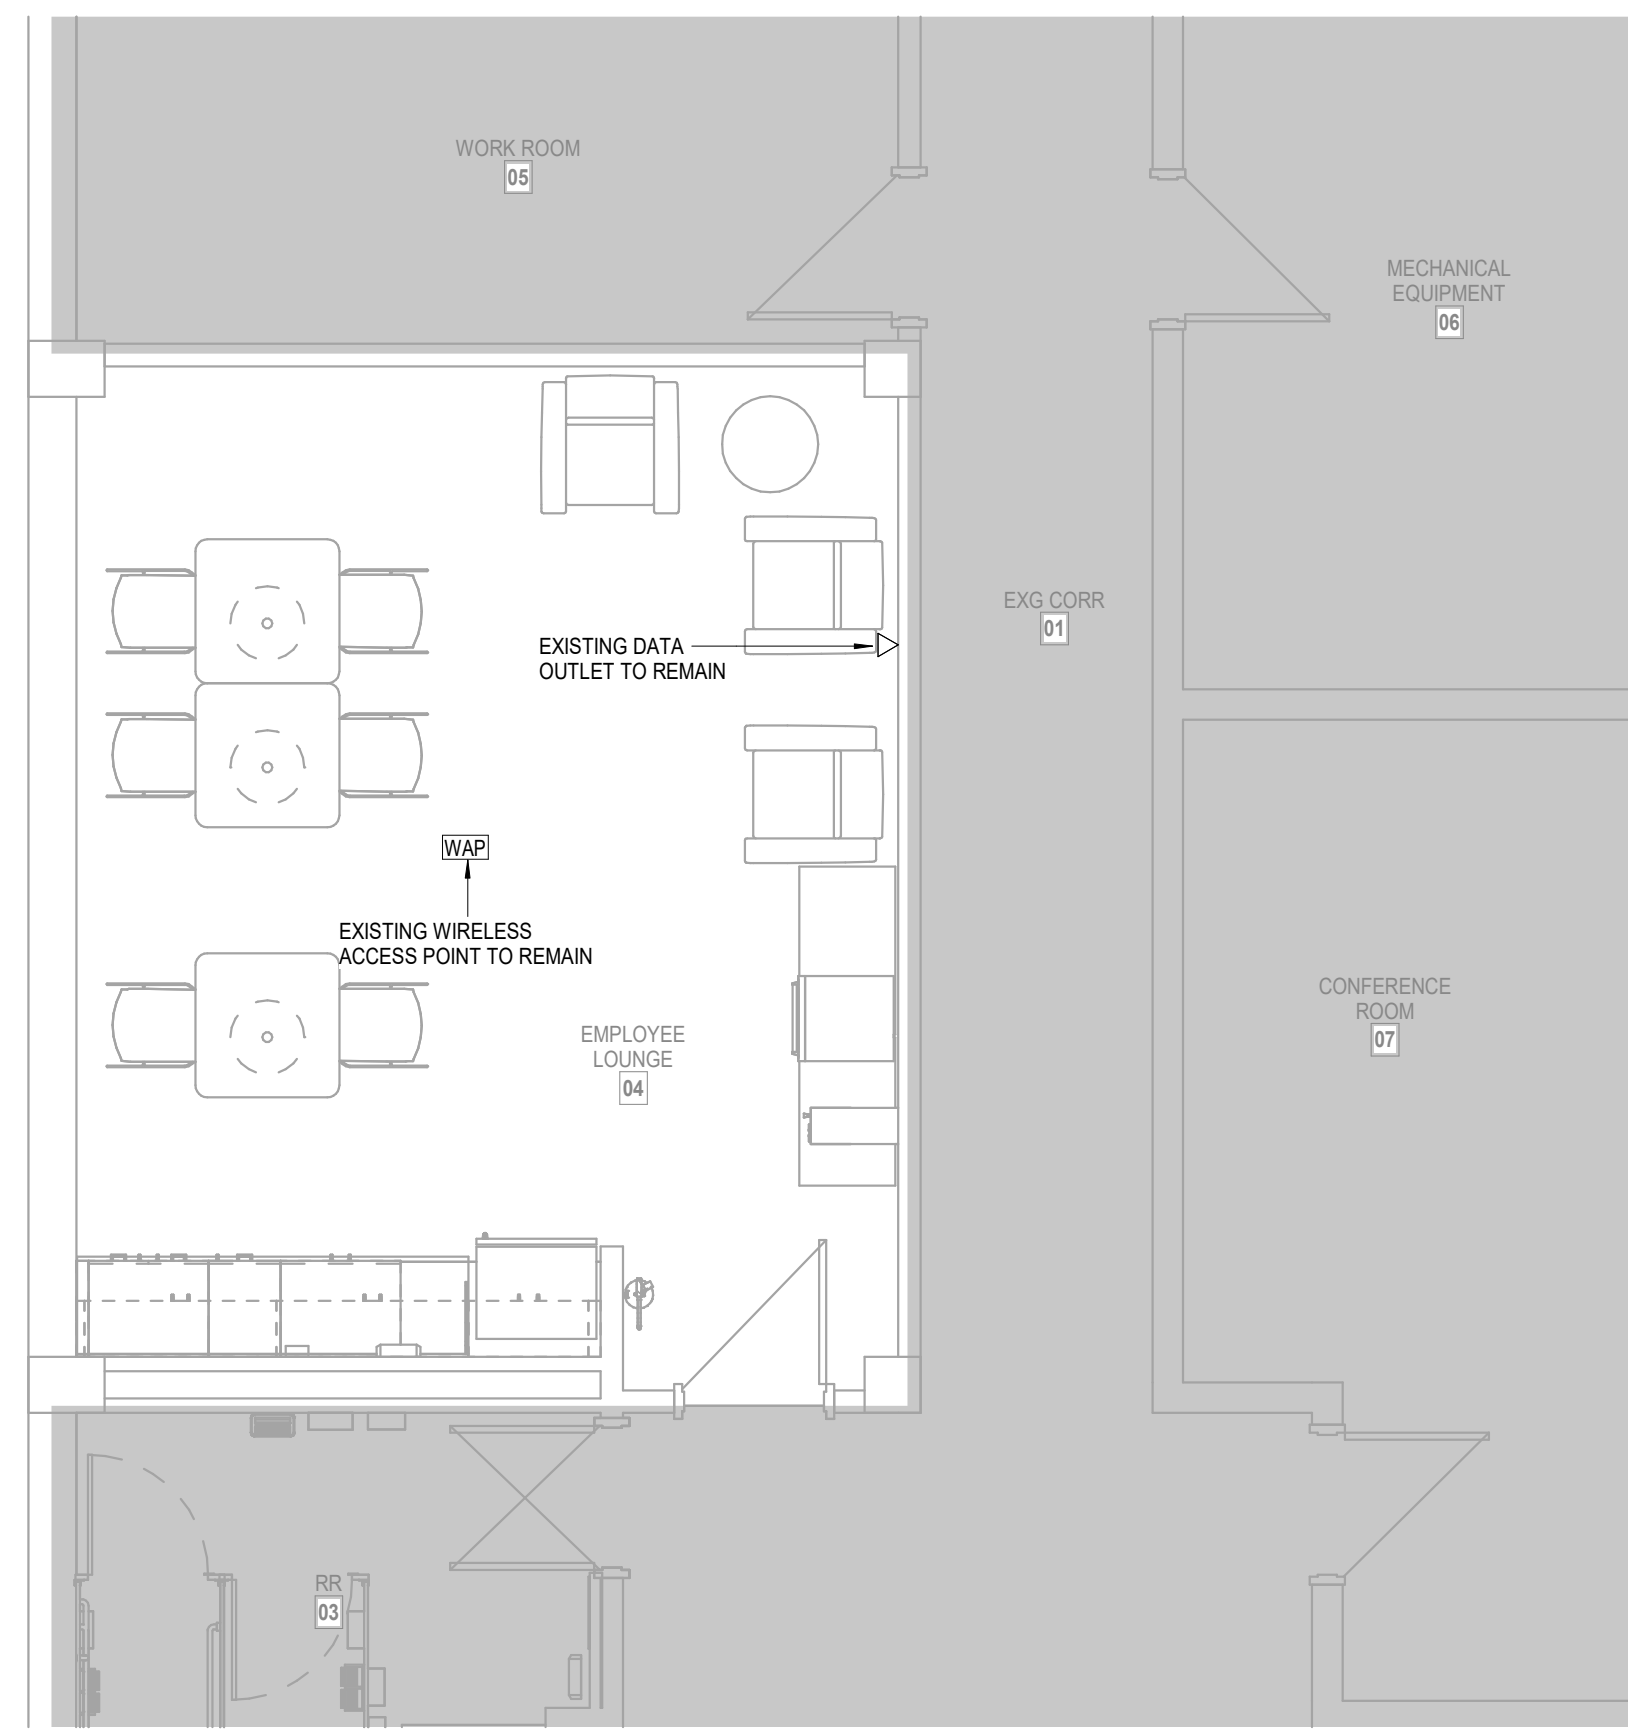 WORK ROOM
05
MECHANICAL
EQUIPMENT
06
EXG CORR
01
EXISTING DATA
OUTLET TO REMAIN
WAP
EXISTING WIRELESS
ACCESS POINT TO REMAIN
CONFERENCE
ROOM
07
EMPLOYEE
LOUNGE
04
RR
03